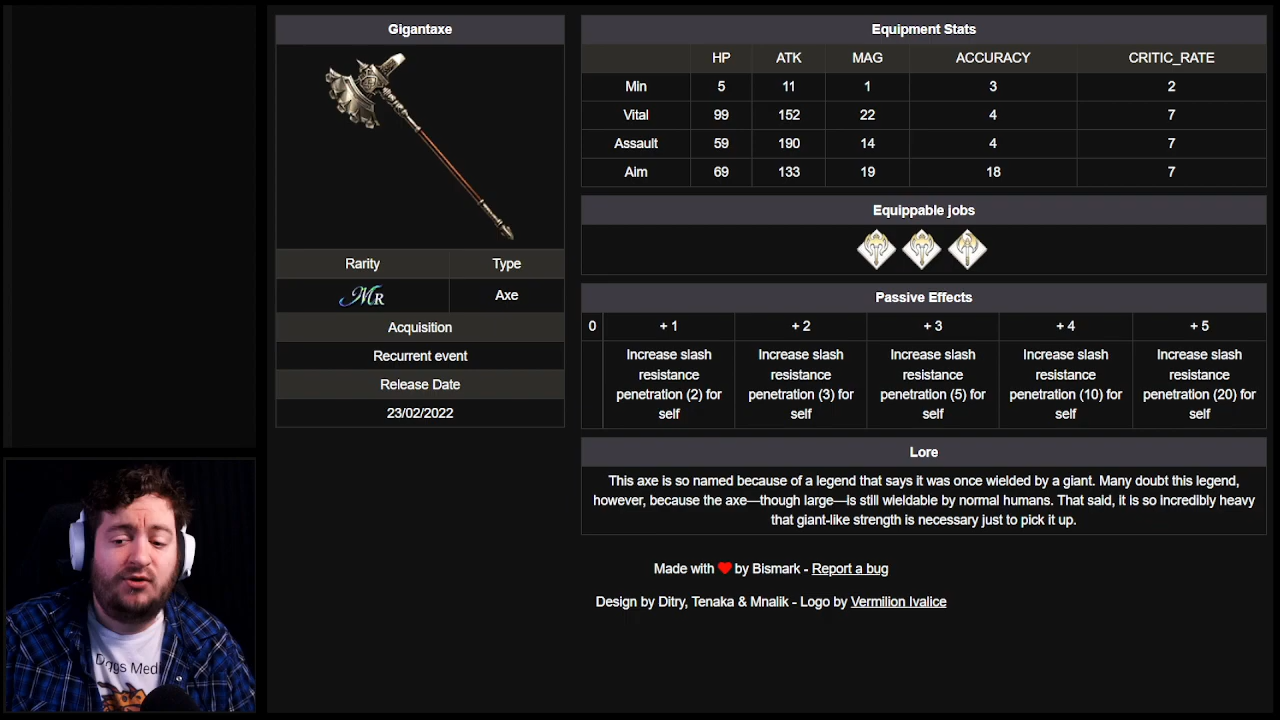 Gigantaxe
Rarity Type
MR Axe
Acquisition
Recurrent event
Release Date
23/02/2022
Equipment Stats
HP ATK MAG ACCURACY CRITIC_RATE
Min 5 11 1 3 2
Vital 99 152 22 4 7
Assault 59 190 14 4 7
Aim 69 133 19 18 7
Equippable jobs
Passive Effects
0 + 1 + 2 + 3 + 4 + 5
Increase slash resistance penetration (2) for self
Increase slash resistance penetration (3) for self
Increase slash resistance penetration (5) for self
Increase slash resistance penetration (10) for self
Increase slash resistance penetration (20) for self
Lore
This axe is so named because of a legend that says it was once wielded by a giant. Many doubt this legend,
however, because the axe—though large—is still wieldable by normal humans. That said, it is so incredibly heavy
that giant-like strength is necessary just to pick it up.
Made with ❤ by Bismark - Report a bug
Design by Ditry, Tenaka & Mnalik - Logo by Vermilion Ivalice
Dogs Medi